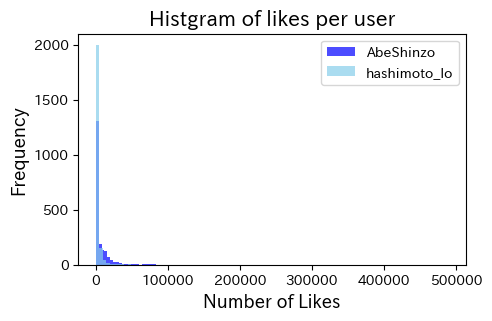 Histgram of likes per user
AbeShinzo
hashimoto_lo
Frequency
2000
1500
1000
500
0
0 100000 200000 300000 400000 500000
Number of Likes